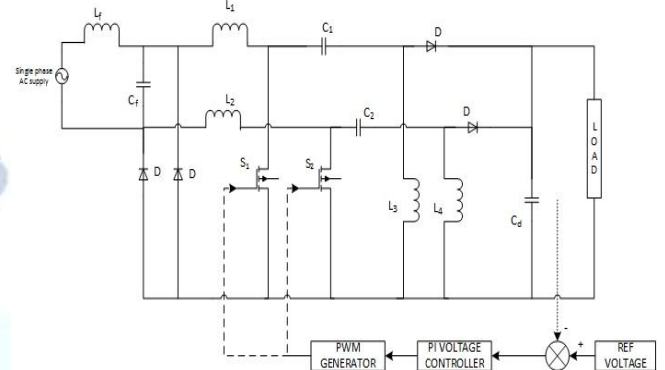 L1
Lf
C1
D
Single phase
AC supply
Cf
L2
C2
D
LOAD
D
D
S1
S2
L3
L4
Cd
-
+
PWM
GENERATOR
PI VOLTAGE
CONTROLLER
REF
VOLTAGE